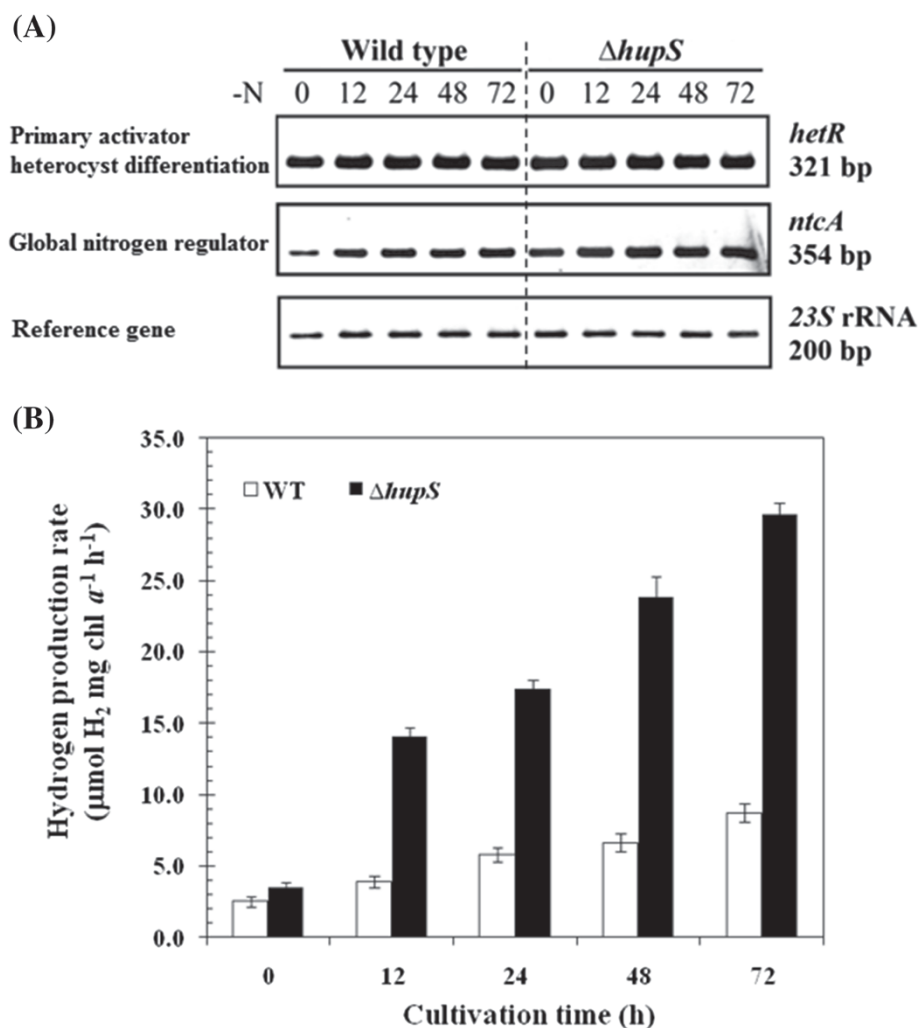 (A)
Wild type ΔhupS
-N 0 12 24 48 72 0 12 24 48 72
Primary activator
heterocyst differentiation
hetR
321 bp
Global nitrogen regulator
ntcA
354 bp
Reference gene
23S rRNA
200 bp
(B)
Hydrogen production rate
(µmol H₂ mg chl a⁻¹ h⁻¹)
35.0
30.0
25.0
20.0
15.0
10.0
5.0
0.0
WT ΔhupS
0 12 24 48 72
Cultivation time (h)